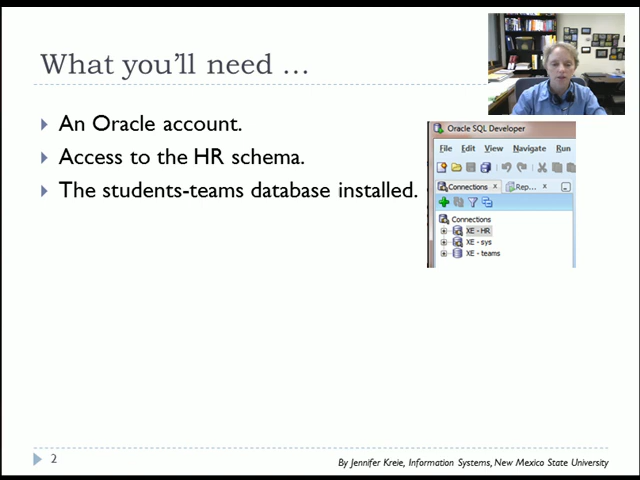 What you'll need …
An Oracle account.
Access to the HR schema.
The students-teams database installed.
Oracle SQL Developer
File Edit View Navigate Run
Connections x Rep... x
Connections
XE - HR
XE - sys
XE - teams
2
By Jennifer Kreie, Information Systems, New Mexico State University